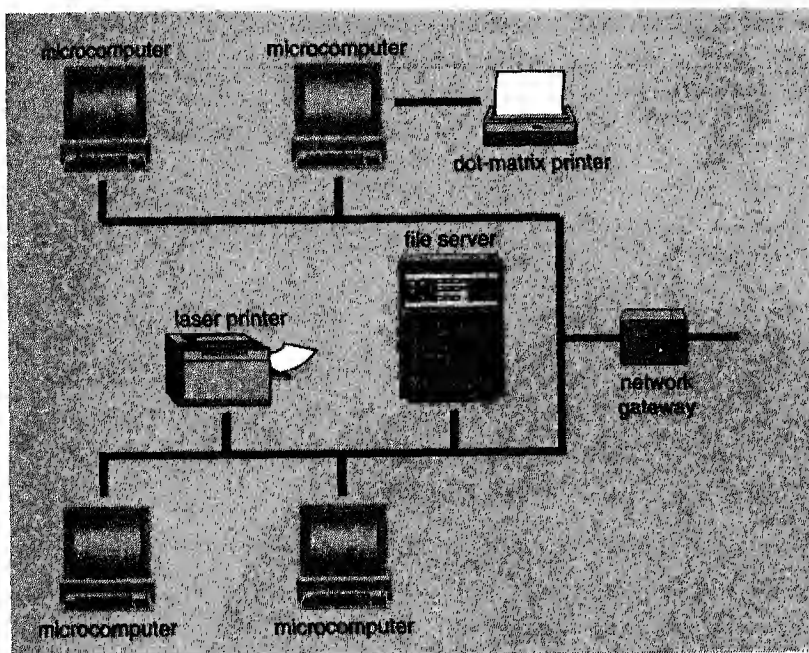 microcomputer
microcomputer
dot-matrix printer
file server
laser printer
network
gateway
microcomputer
microcomputer